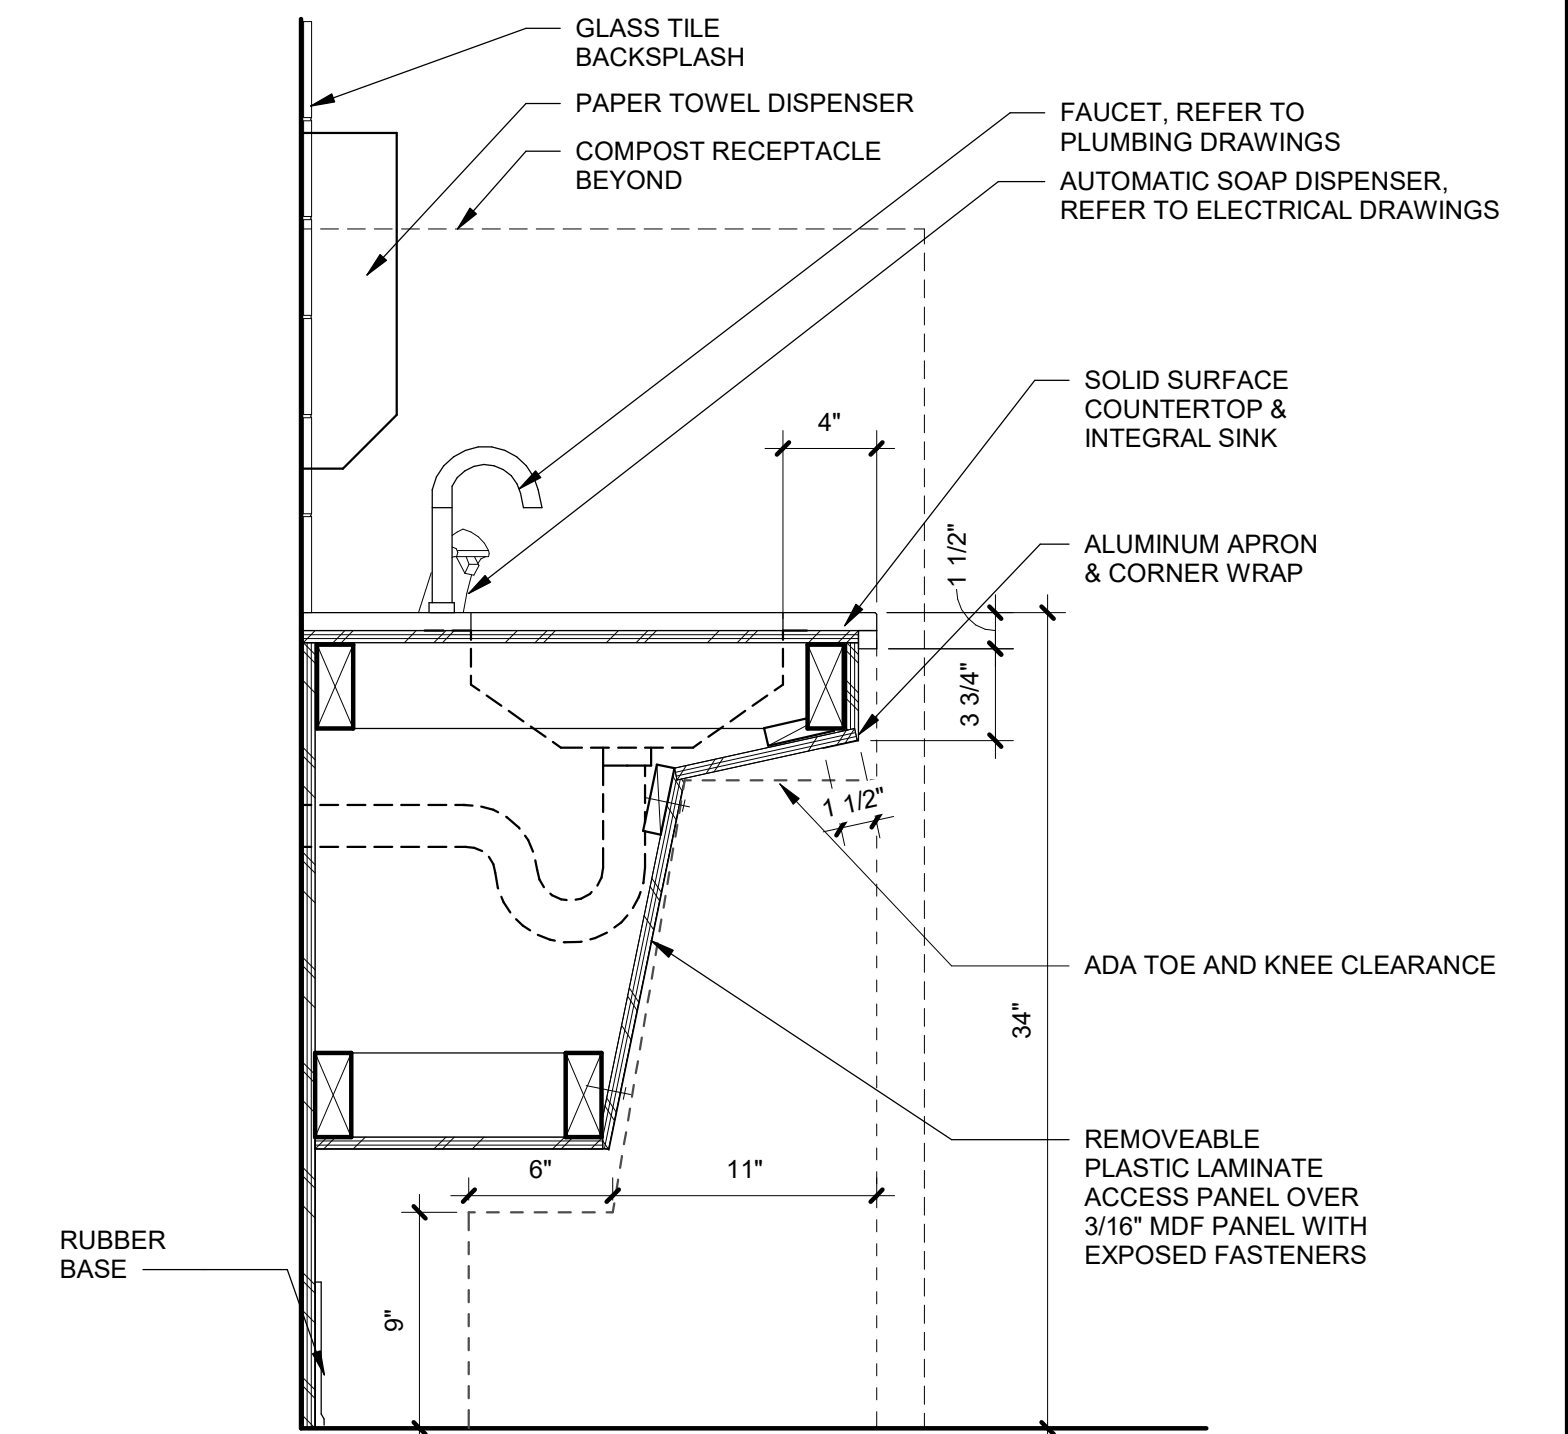 GLASS TILE
BACKSPLASH
PAPER TOWEL DISPENSER
COMPOST RECEPTACLE
BEYOND
FAUCET, REFER TO
PLUMBING DRAWINGS
AUTOMATIC SOAP DISPENSER,
REFER TO ELECTRICAL DRAWINGS
SOLID SURFACE
COUNTERTOP &
INTEGRAL SINK
4"
1 1/2"
ALUMINUM APRON
& CORNER WRAP
3 3/4"
1 1/2"
ADA TOE AND KNEE CLEARANCE
34"
REMOVEABLE
PLASTIC LAMINATE
ACCESS PANEL OVER
3/16" MDF PANEL WITH
EXPOSED FASTENERS
6"
11"
RUBBER
BASE
9"